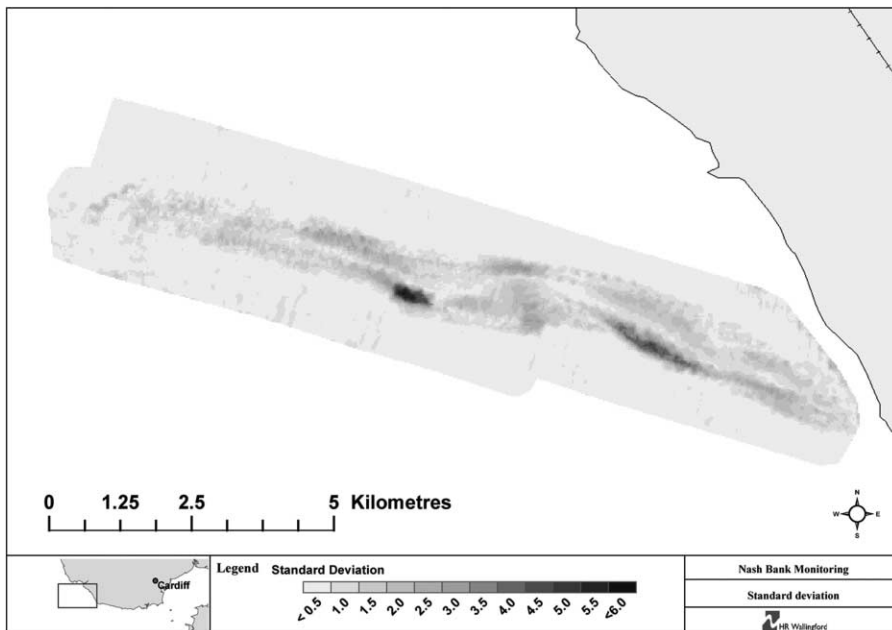 0 1.25 2.5 5 Kilometres
N
W E
S
Cardiff
Legend Standard Deviation
< 0.5 1.0 1.5 2.0 2.5 3.0 3.5 4.0 4.5 5.0 5.5 <6.0
Nash Bank Monitoring
Standard deviation
HR Wallingford